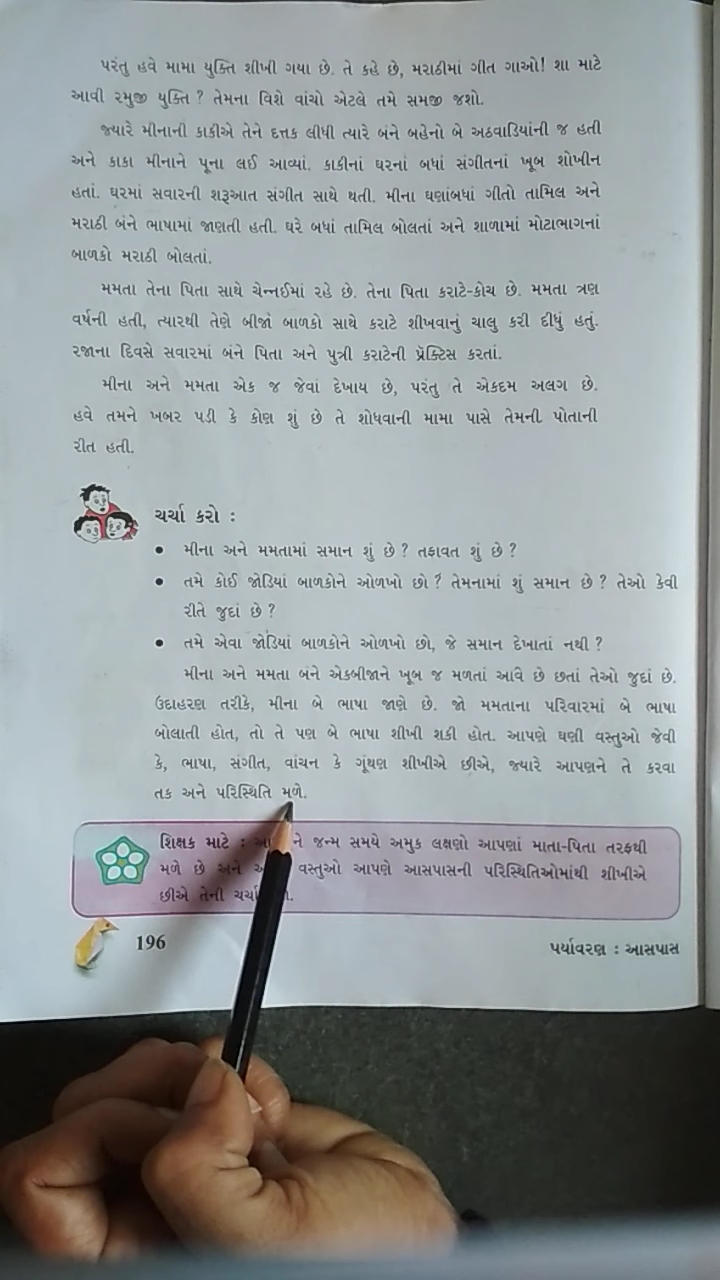 પરંતુ હવે મામા યુક્તિ શીખી ગયા છે. તે કહે છે, મરાઠીમાં ગીત ગાઓ! શા માટે
આવી રમુજી યુક્તિ ? તેમના વિશે વાંચો એટલે તમે સમજી જશો.
જ્યારે મીનાની કાકીએ તેને દત્તક લીધી ત્યારે બંને બહેનો બે અઠવાડિયાંની જ હતી
અને કાકા મીનાને પૂના લઈ આવ્યાં. કાકીનાં ઘરનાં બધાં સંગીતનાં ખૂબ શોખીન
હતાં. ઘરમાં સવારની શરૂઆત સંગીત સાથે થતી. મીના ઘણાંબધાં ગીતો તામિલ અને
મરાઠી બંને ભાષામાં જાણતી હતી. ઘરે બધાં તામિલ બોલતાં અને શાળામાં મોટાભાગનાં
બાળકો મરાઠી બોલતાં.
મમતા તેના પિતા સાથે ચેન્નઈમાં રહે છે. તેના પિતા કરાટે-કોચ છે. મમતા ત્રણ
વર્ષની હતી, ત્યારથી તેણે બીજાં બાળકો સાથે કરાટે શીખવાનું ચાલુ કરી દીધું હતું.
રજાના દિવસે સવારમાં બંને પિતા અને પુત્રી કરાટેની પ્રૅક્ટિસ કરતાં.
મીના અને મમતા એક જ જેવાં દેખાય છે, પરંતુ તે એકદમ અલગ છે.
હવે તમને ખબર પડી કે કોણ શું છે તે શોધવાની મામા પાસે તેમની પોતાની
રીત હતી.
ચર્ચા કરો :
• મીના અને મમતામાં સમાન શું છે ? તફાવત શું છે ?
• તમે કોઈ જોડિયાં બાળકોને ઓળખો છો ? તેમનામાં શું સમાન છે ? તેઓ કેવી
રીતે જુદાં છે ?
• તમે એવા જોડિયાં બાળકોને ઓળખો છો, જે સમાન દેખાતાં નથી ?
મીના અને મમતા બંને એકબીજાને ખૂબ જ મળતાં આવે છે છતાં તેઓ જુદાં છે.
ઉદાહરણ તરીકે, મીના બે ભાષા જાણે છે. જો મમતાના પરિવારમાં બે ભાષા
બોલાતી હોત, તો તે પણ બે ભાષા શીખી શકી હોત. આપણે ઘણી વસ્તુઓ જેવી
કે, ભાષા, સંગીત, વાંચન કે ગૂંથણ શીખીએ છીએ, જ્યારે આપણને તે કરવા
તક અને પરિસ્થિતિ મળે.
શિક્ષક માટે : જન્મ સમયે અમુક લક્ષણો આપણાં માતા-પિતા તરફથી
મળે છે અને વસ્તુઓ આપણે આસપાસની પરિસ્થિતિઓમાંથી શીખીએ
છીએ તેની
196
પર્યાવરણ : આસપાસ